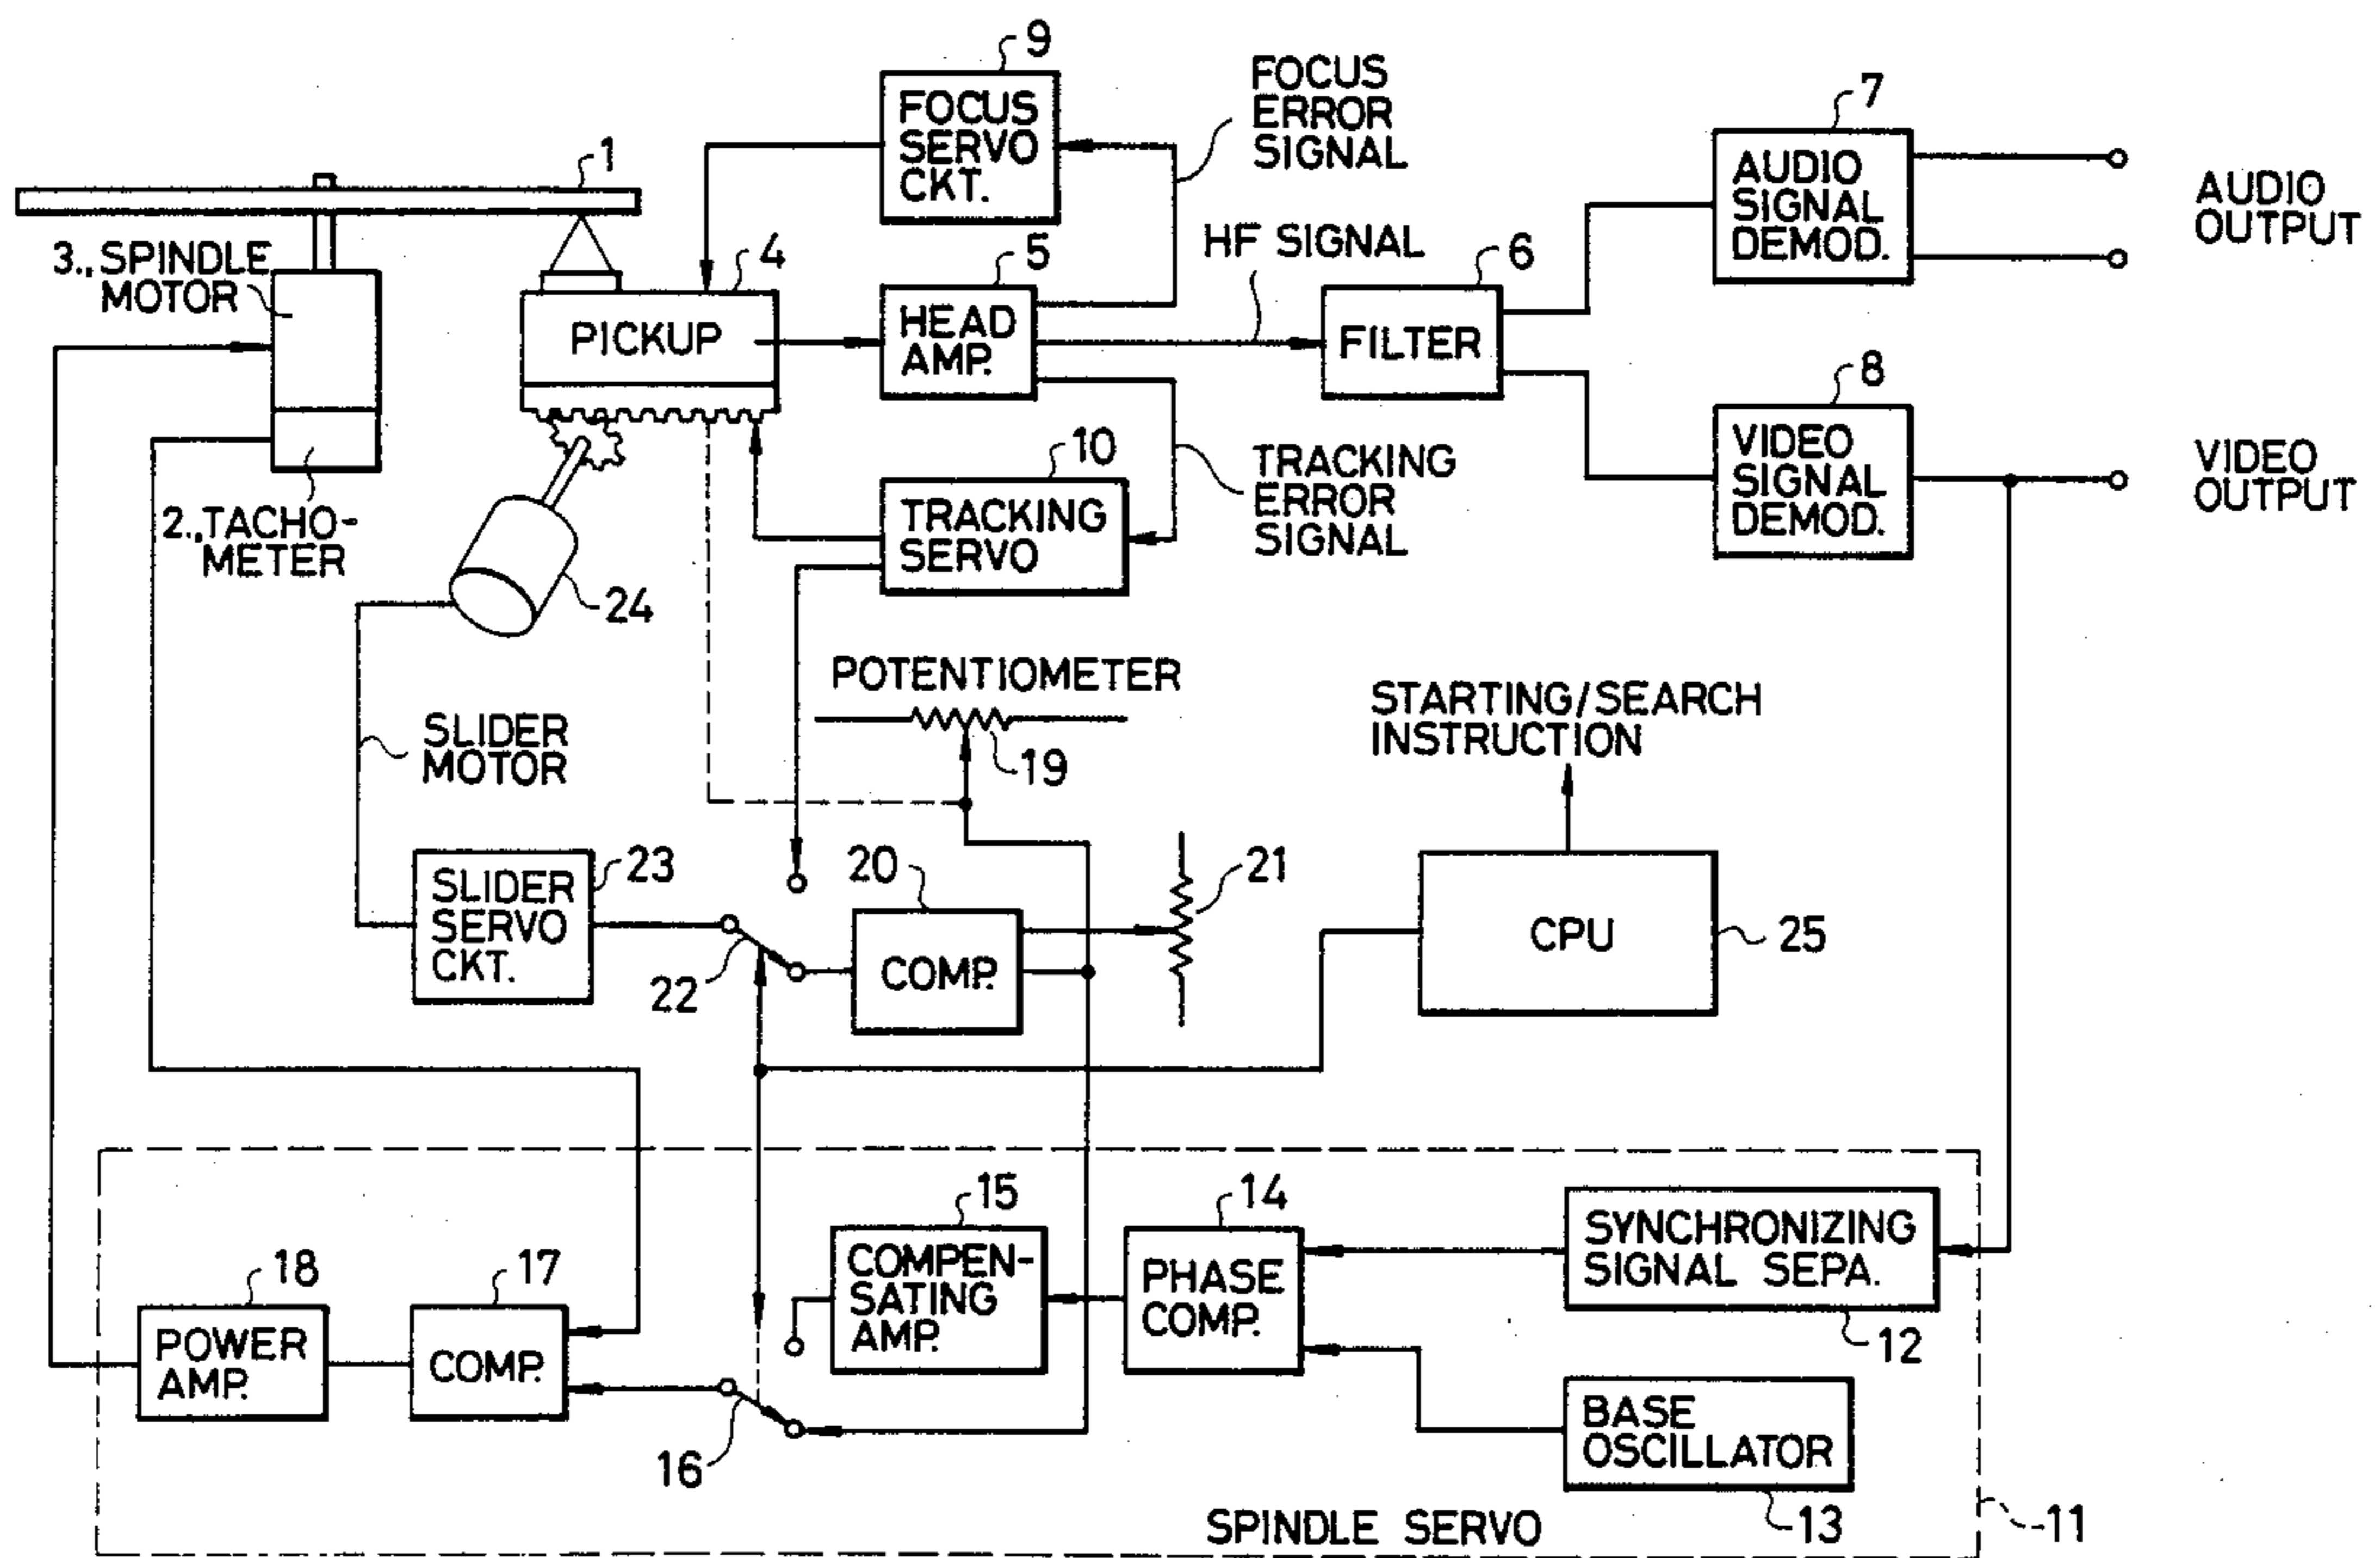 9
FOCUS
SERVO
CKT.
FOCUS
ERROR
SIGNAL
7
AUDIO
SIGNAL
DEMOD.
AUDIO
OUTPUT
1
3.,SPINDLE
MOTOR
4
PICKUP
5
HEAD
AMP.
HF SIGNAL
6
FILTER
8
VIDEO
SIGNAL
DEMOD.
VIDEO
OUTPUT
2.,TACHO-
METER
24
10
TRACKING
SERVO
TRACKING
ERROR
SIGNAL
POTENTIOMETER
19
STARTING/SEARCH
INSTRUCTION
SLIDER
MOTOR
23
SLIDER
SERVO
CKT.
22
20
COMP.
21
CPU
25
18
POWER
AMP.
17
COMP.
16
15
COMPEN-
SATING
AMP.
14
PHASE
COMP.
SYNCHRONIZING
SIGNAL SEPA.
12
BASE
OSCILLATOR
13
SPINDLE SERVO
11